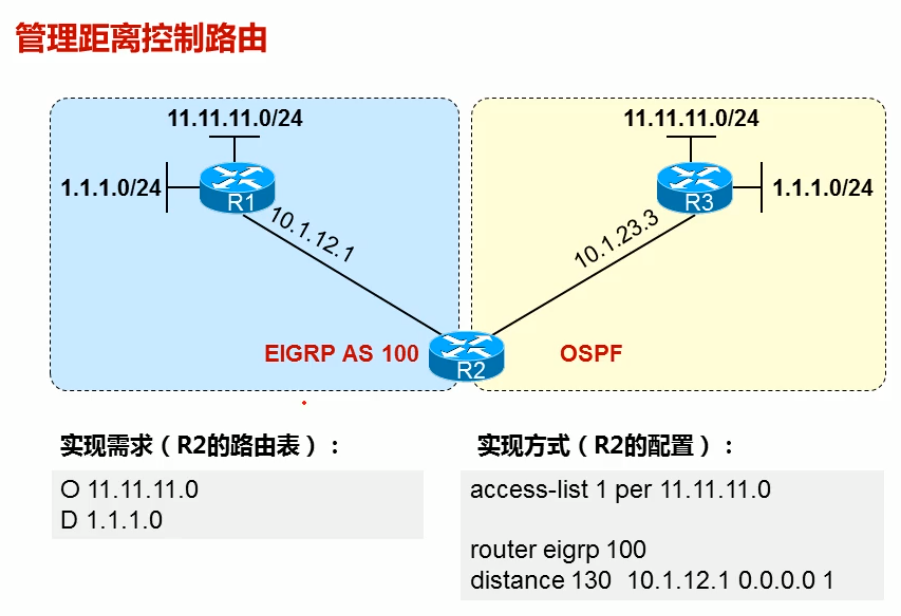 管理距离控制路由
11.11.11.0/24
11.11.11.0/24
1.1.1.0/24
R1
R3
1.1.1.0/24
10.1.12.1
10.1.23.3
EIGRP AS 100
R2
OSPF
实现需求（R2的路由表）：
O 11.11.11.0
D 1.1.1.0
实现方式（R2的配置）：
access-list 1 per 11.11.11.0
router eigrp 100
distance 130 10.1.12.1 0.0.0.0 1